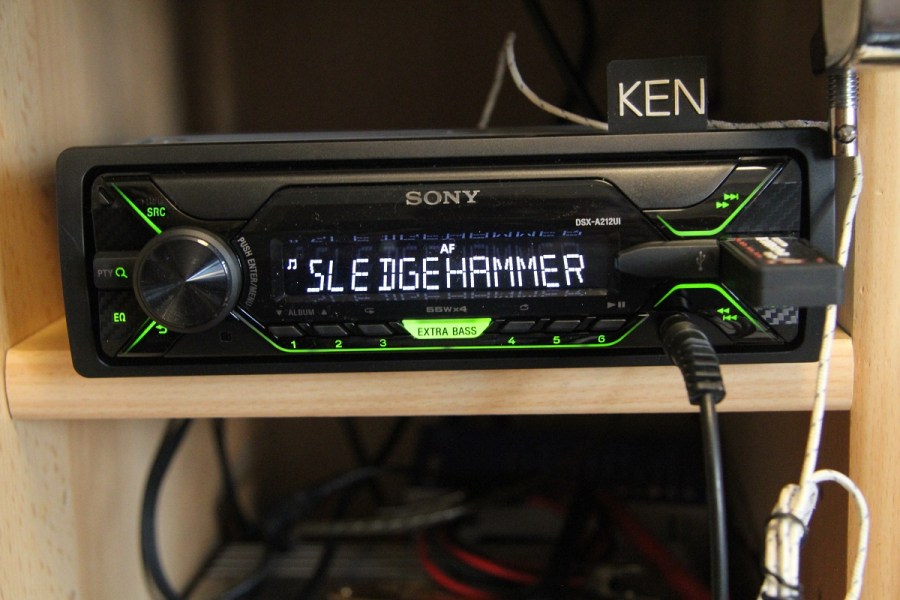 KEN
SONY
DSX-A212UI
SRC
PUSH ENTER/MENU
AF
SLEDGEHAMMER
PTY
EQ
ALBUM
55W×4
EXTRA BASS
1 2 3 4 5 6